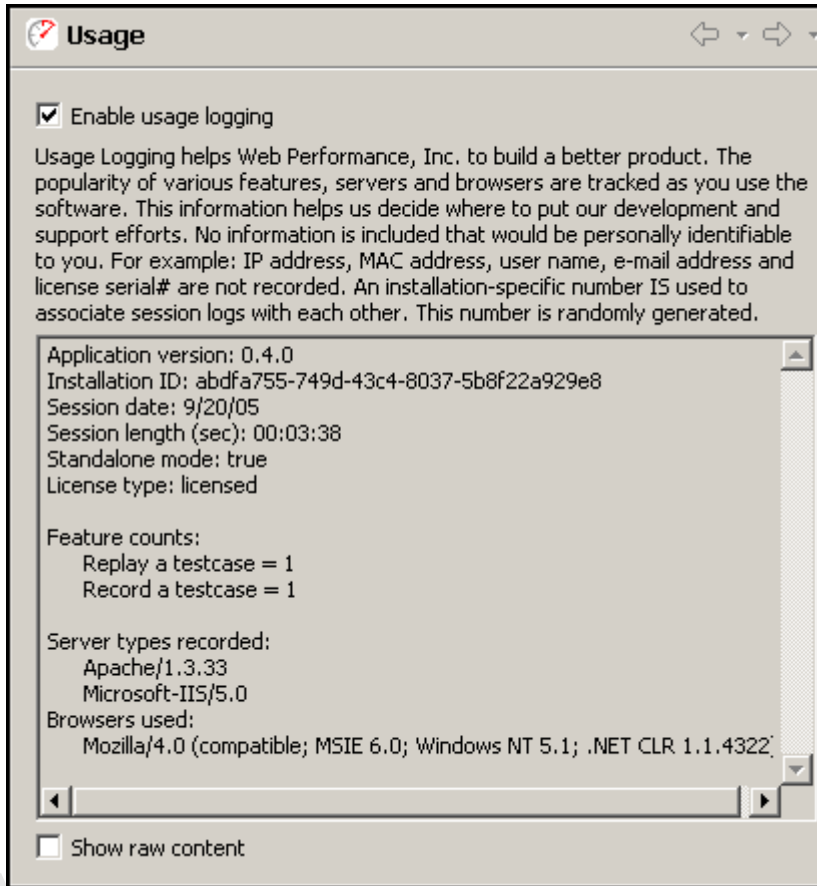 Usage
Enable usage logging
Usage Logging helps Web Performance, Inc. to build a better product. The
popularity of various features, servers and browsers are tracked as you use the
software. This information helps us decide where to put our development and
support efforts. No information is included that would be personally identifiable
to you. For example: IP address, MAC address, user name, e-mail address and
license serial# are not recorded. An installation-specific number IS used to
associate session logs with each other. This number is randomly generated.
Application version: 0.4.0
Installation ID: abdfa755-749d-43c4-8037-5b8f22a929e8
Session date: 9/20/05
Session length (sec): 00:03:38
Standalone mode: true
License type: licensed
Feature counts:
Replay a testcase = 1
Record a testcase = 1
Server types recorded:
Apache/1.3.33
Microsoft-IIS/5.0
Browsers used:
Mozilla/4.0 (compatible; MSIE 6.0; Windows NT 5.1; .NET CLR 1.1.4322)
Show raw content